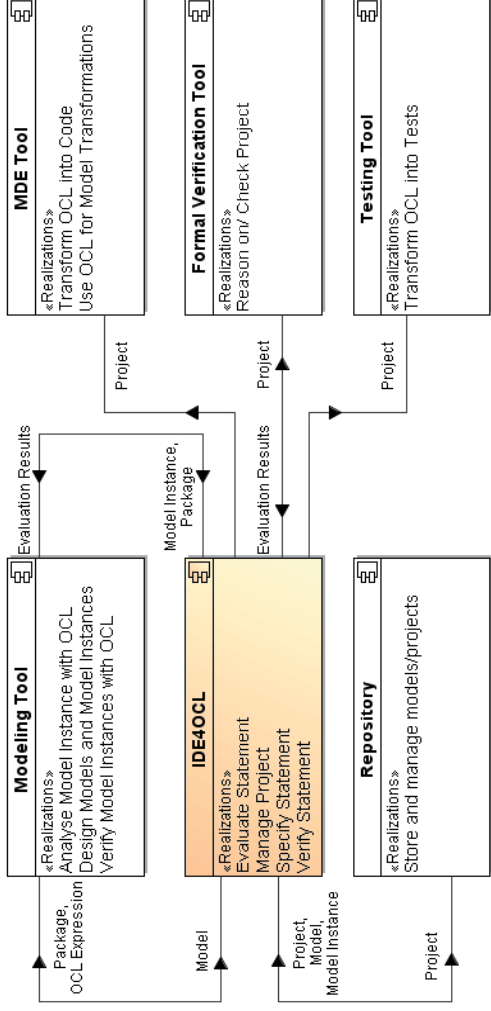 Modeling Tool
«Realizations»
Analyse Model Instance with OCL
Design Models and Model Instances
Verify Model Instances with OCL
MDE Tool
«Realizations»
Transform OCL into Code
Use OCL for Model Transformations
Package,
OCL Expression
Evaluation Results
Project
Model
Model Instance,
Package
IDE4OCL
«Realizations»
Evaluate Statement
Manage Project
Specify Statement
Verify Statement
Formal Verification Tool
«Realizations»
Reason on/ Check Project
Evaluation Results
Project
Project,
Model,
Model Instance
Repository
«Realizations»
Store and manage models/projects
Testing Tool
«Realizations»
Transform OCL into Tests
Project
Project